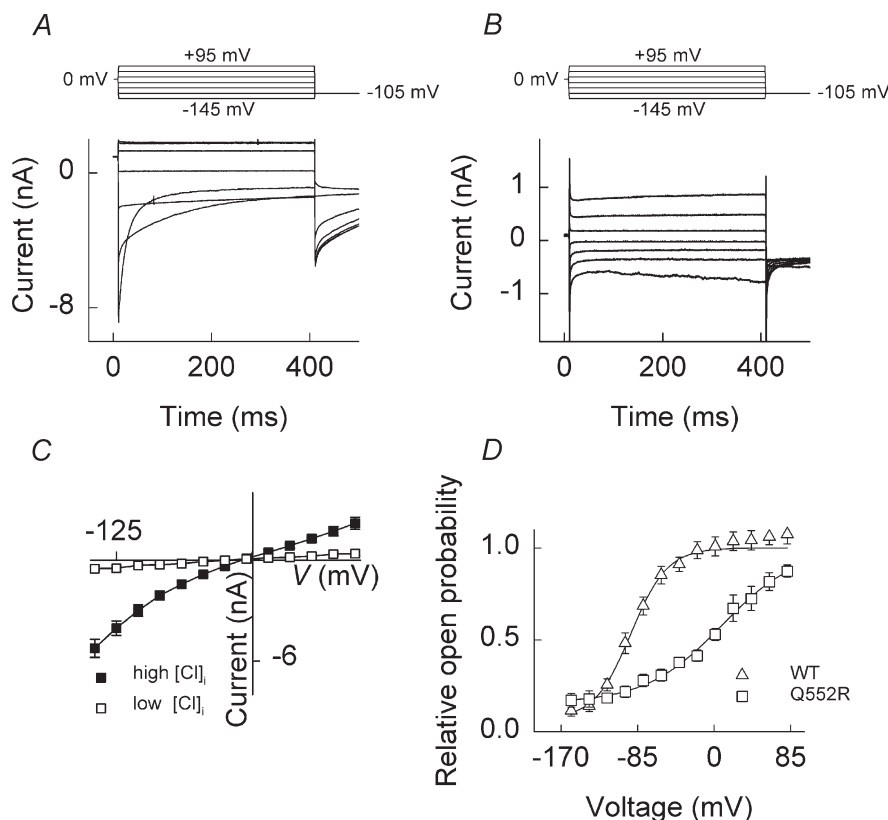 A
+95 mV
0 mV
-105 mV
-145 mV
Current (nA)
0
-8
0
200
400
Time (ms)
B
+95 mV
0 mV
-105 mV
-145 mV
Current (nA)
1
0
-1
0
200
400
Time (ms)
C
-125
V (mV)
Current (nA)
-6
high [Cl]i
low [Cl]i
D
Relative open probability
1.0
0.5
0.0
WT
Q552R
-170
-85
0
85
Voltage (mV)